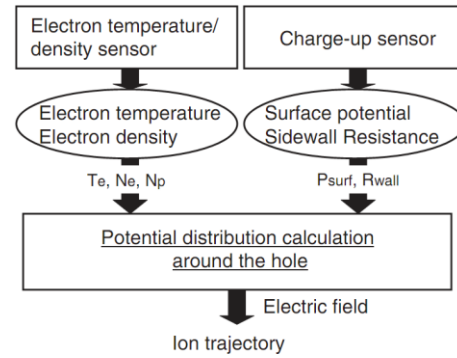 Electron temperature/
density sensor
Charge-up sensor
Electron temperature
Electron density
Surface potential
Sidewall Resistance
Te, Ne, Np
Psurf, Rwall
Potential distribution calculation
around the hole
Electric field
Ion trajectory